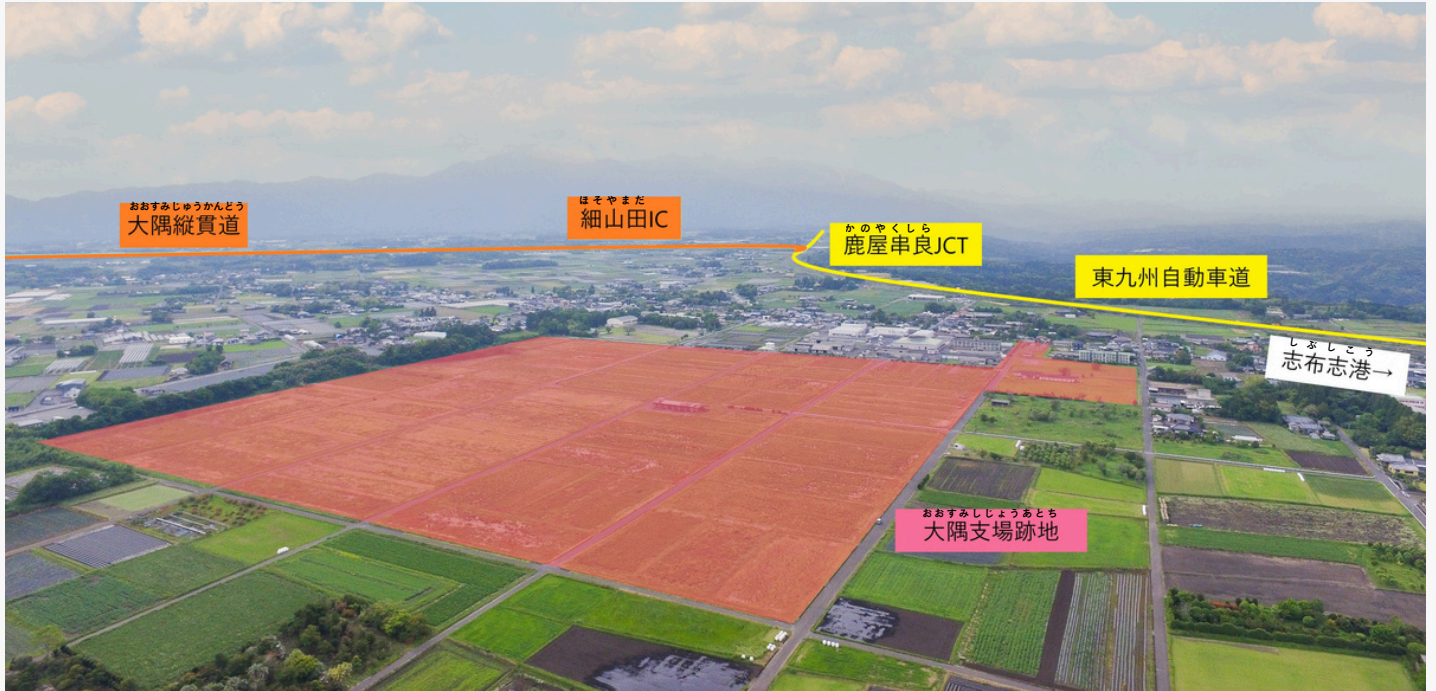 おおすみじゅうかんどう
大隅縦貫道
ほそやまだ
細山田IC
かのやくしら
鹿屋串良JCT
東九州自動車道
しぶしこう
志布志港→
おおすみしじょうあとち
大隅支場跡地